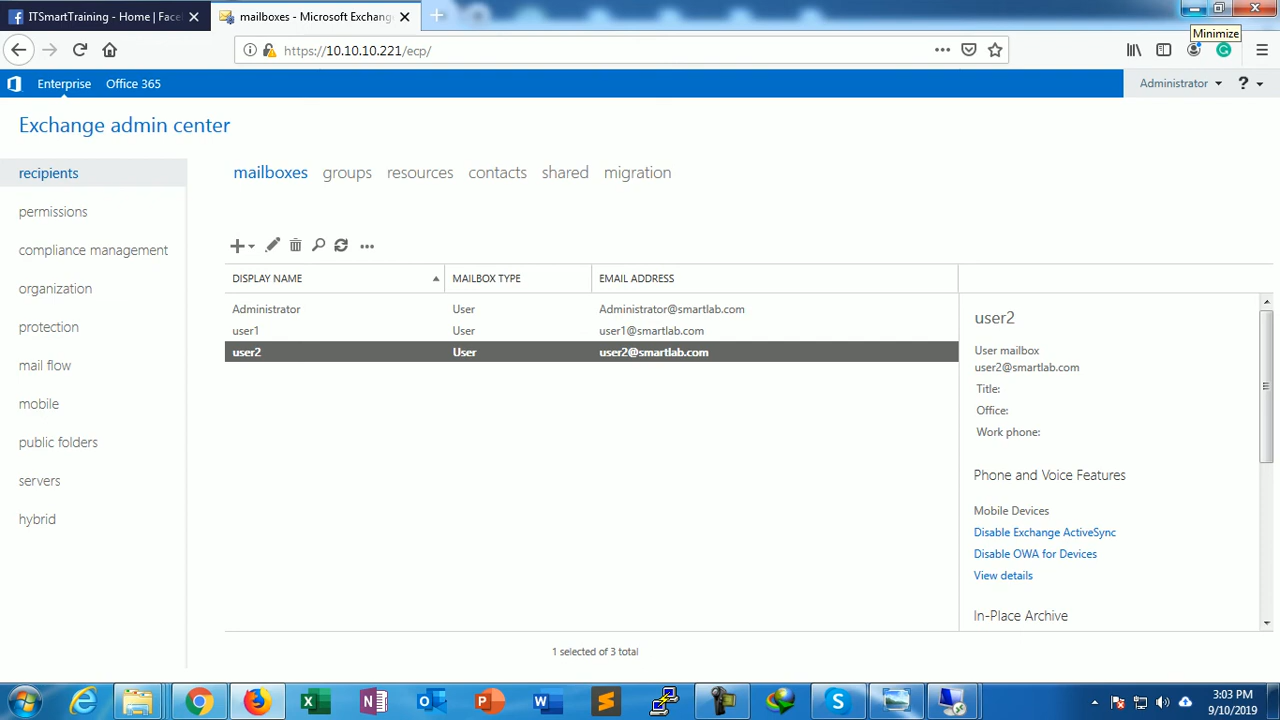 ITSmartTraining - Home | Face
mailboxes - Microsoft Exchang
Minimize
https://10.10.10.221/ecp/
Enterprise
Office 365
Administrator
?
Exchange admin center
recipients
permissions
compliance management
organization
protection
mail flow
mobile
public folders
servers
hybrid
mailboxes groups resources contacts shared migration
DISPLAY NAME MAILBOX TYPE EMAIL ADDRESS
Administrator User Administrator@smartlab.com
user1 User user1@smartlab.com
user2 User user2@smartlab.com
1 selected of 3 total
user2
User mailbox
user2@smartlab.com
Title:
Office:
Work phone:
Phone and Voice Features
Mobile Devices
Disable Exchange ActiveSync
Disable OWA for Devices
View details
In-Place Archive
3:03 PM
9/10/2019